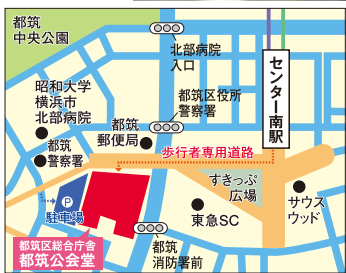 都筑
中央公園
北部病院
入口
センター南駅
昭和大学
横浜市
北部病院
都筑区役所
警察署
都筑
郵便局
都筑
警察署
歩行者専用道路
すきっぷ
広場
P
駐車場
東急SC
サウス
ウッド
都筑区総合庁舎
都筑公会堂
都筑
消防署前